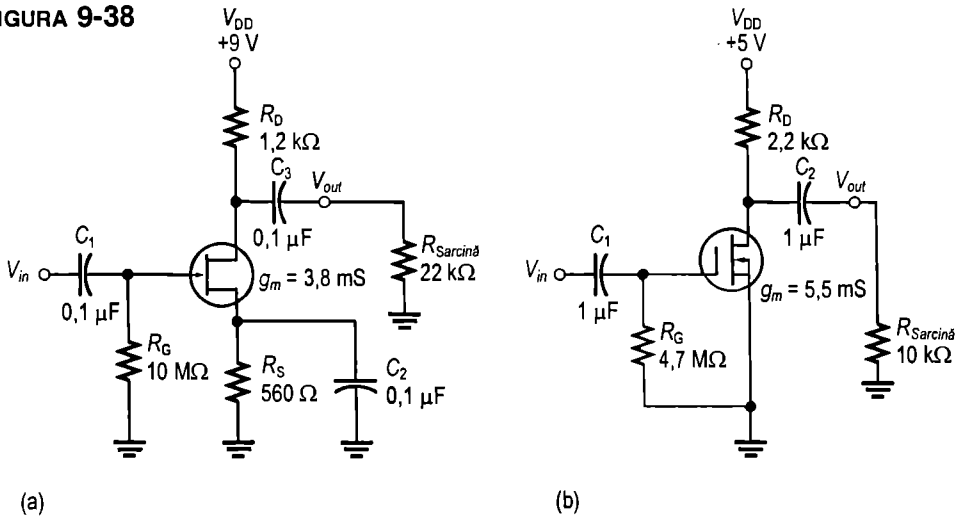 FIGURA 9-38
V_DD
+9 V
R_D
1,2 kΩ
C_3
V_out
0,1 μF
R_Sarcină
22 kΩ
C_1
V_in
0,1 μF
g_m = 3,8 mS
R_G
10 MΩ
R_S
560 Ω
C_2
0,1 μF
(a)
V_DD
+5 V
R_D
2,2 kΩ
C_2
V_out
1 μF
C_1
V_in
1 μF
g_m = 5,5 mS
R_G
4,7 MΩ
R_Sarcină
10 kΩ
(b)